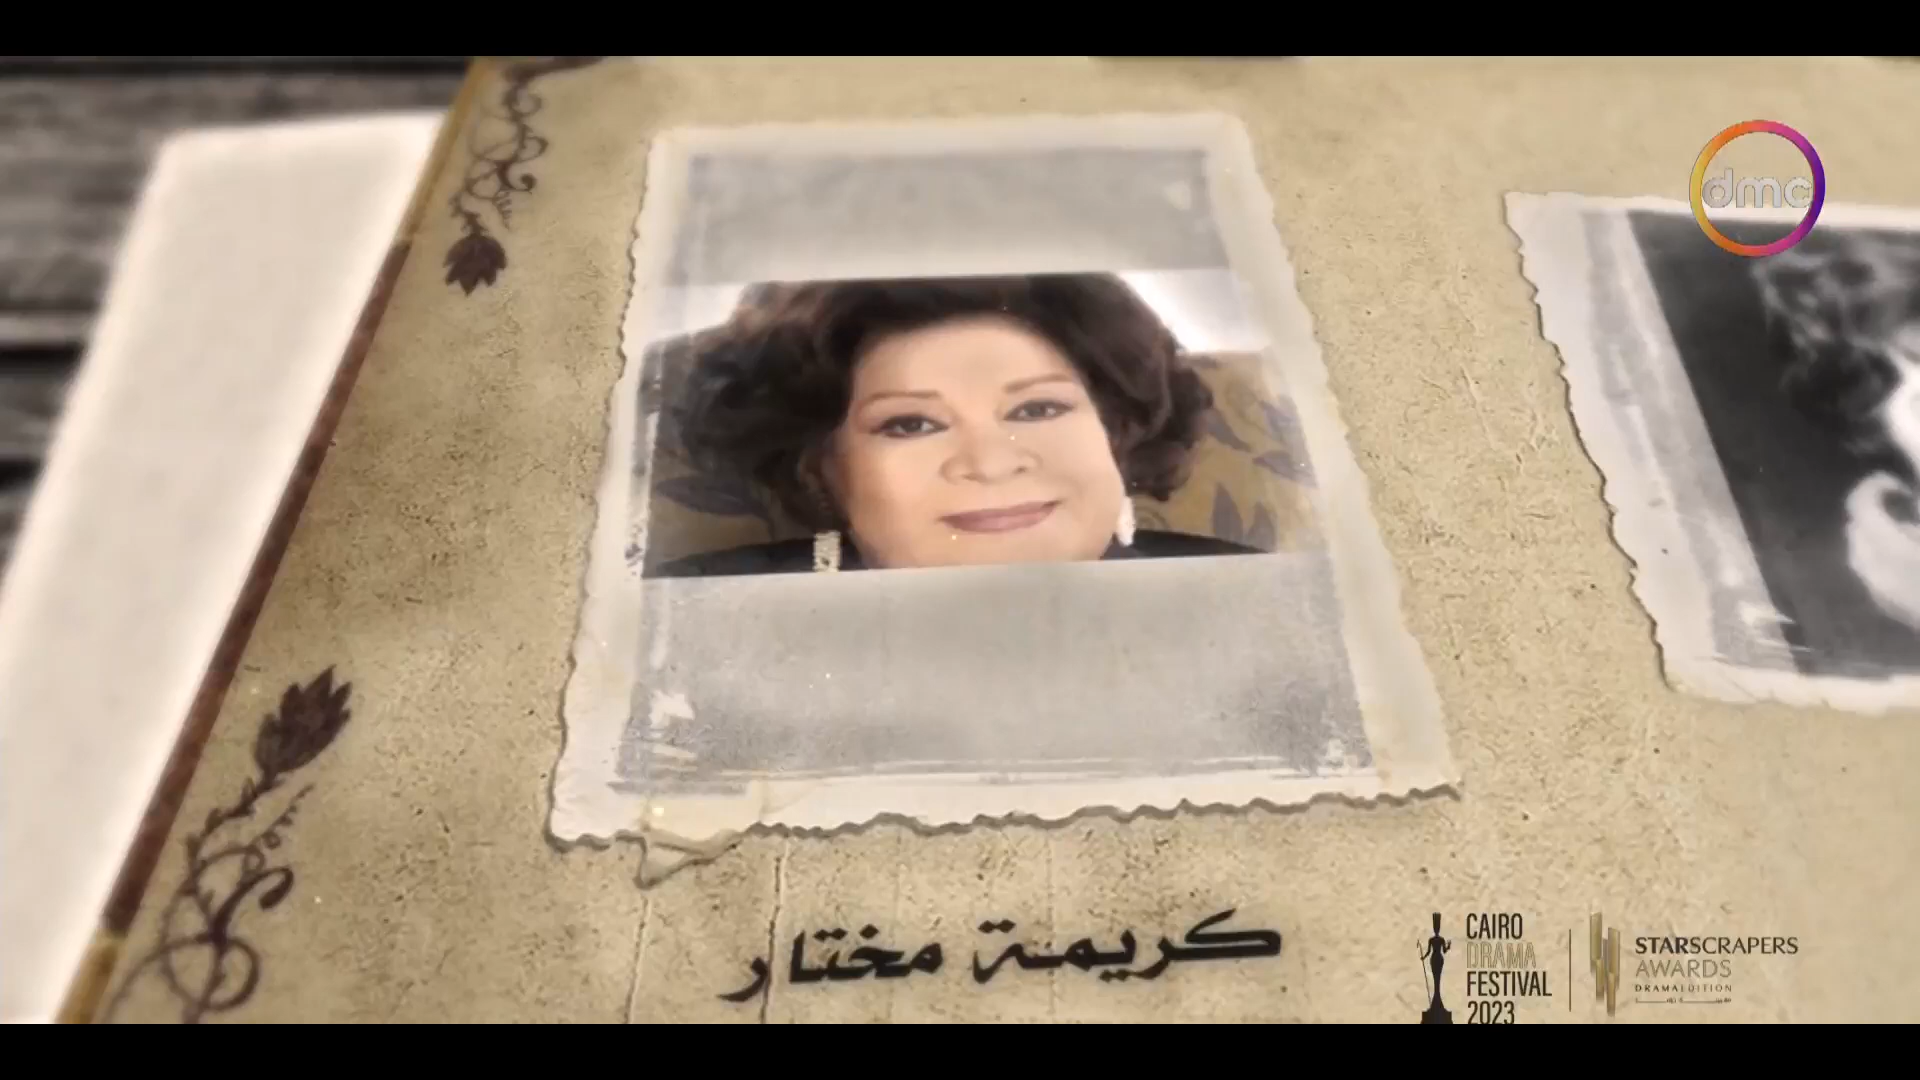 dmc
كريمة مختار
CAIRO
DRAMA
FESTIVAL
2023
STARSCRAPERS
AWARDS
DRAMA EDITION